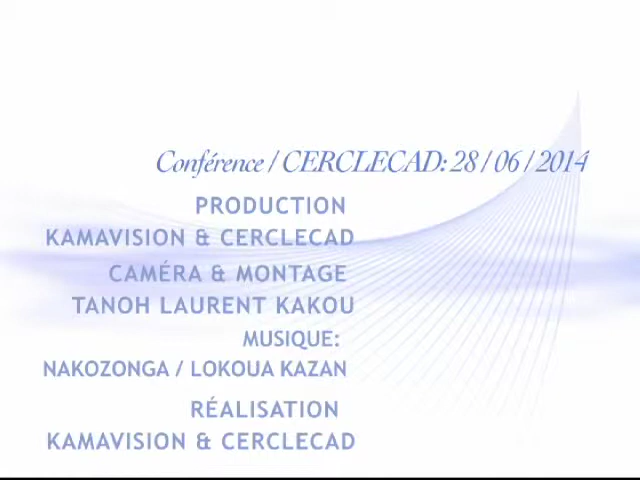 Conférence / CERCLECAD: 28 / 06 / 2014
PRODUCTION
KAMAVISION & CERCLECAD
CAMÉRA & MONTAGE
TANOH LAURENT KAKOU
MUSIQUE:
NAKOZONGA / LOKOUA KAZAN
RÉALISATION
KAMAVISION & CERCLECAD